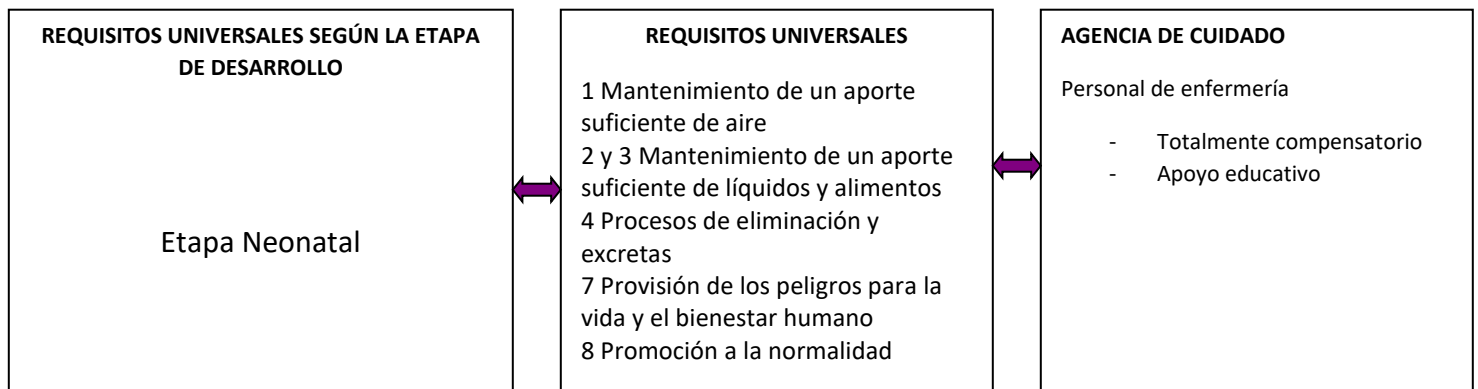 REQUISITOS UNIVERSALES SEGÚN LA ETAPA
DE DESARROLLO
Etapa Neonatal
REQUISITOS UNIVERSALES
1 Mantenimiento de un aporte
suficiente de aire
2 y 3 Mantenimiento de un aporte
suficiente de líquidos y alimentos
4 Procesos de eliminación y
excretas
7 Provisión de los peligros para la
vida y el bienestar humano
8 Promoción a la normalidad
AGENCIA DE CUIDADO
Personal de enfermería
- Totalmente compensatorio
- Apoyo educativo